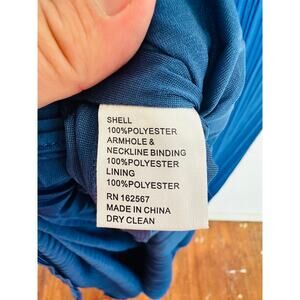 SHELL
100%POLYESTER
ARMHOLE &
NECKLINE BINDING
100%POLYESTER
LINING
100%POLYESTER
RN 162567
MADE IN CHINA
DRY CLEAN